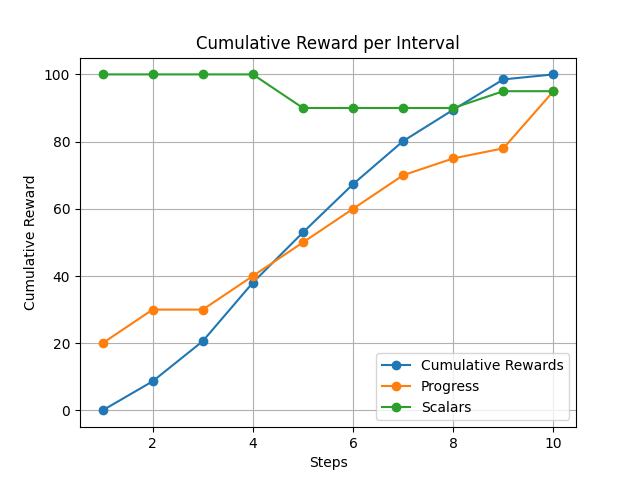 Cumulative Reward per Interval
Cumulative Reward
100
80
60
40
20
0
2 4 6 8 10
Steps
Cumulative Rewards
Progress
Scalars